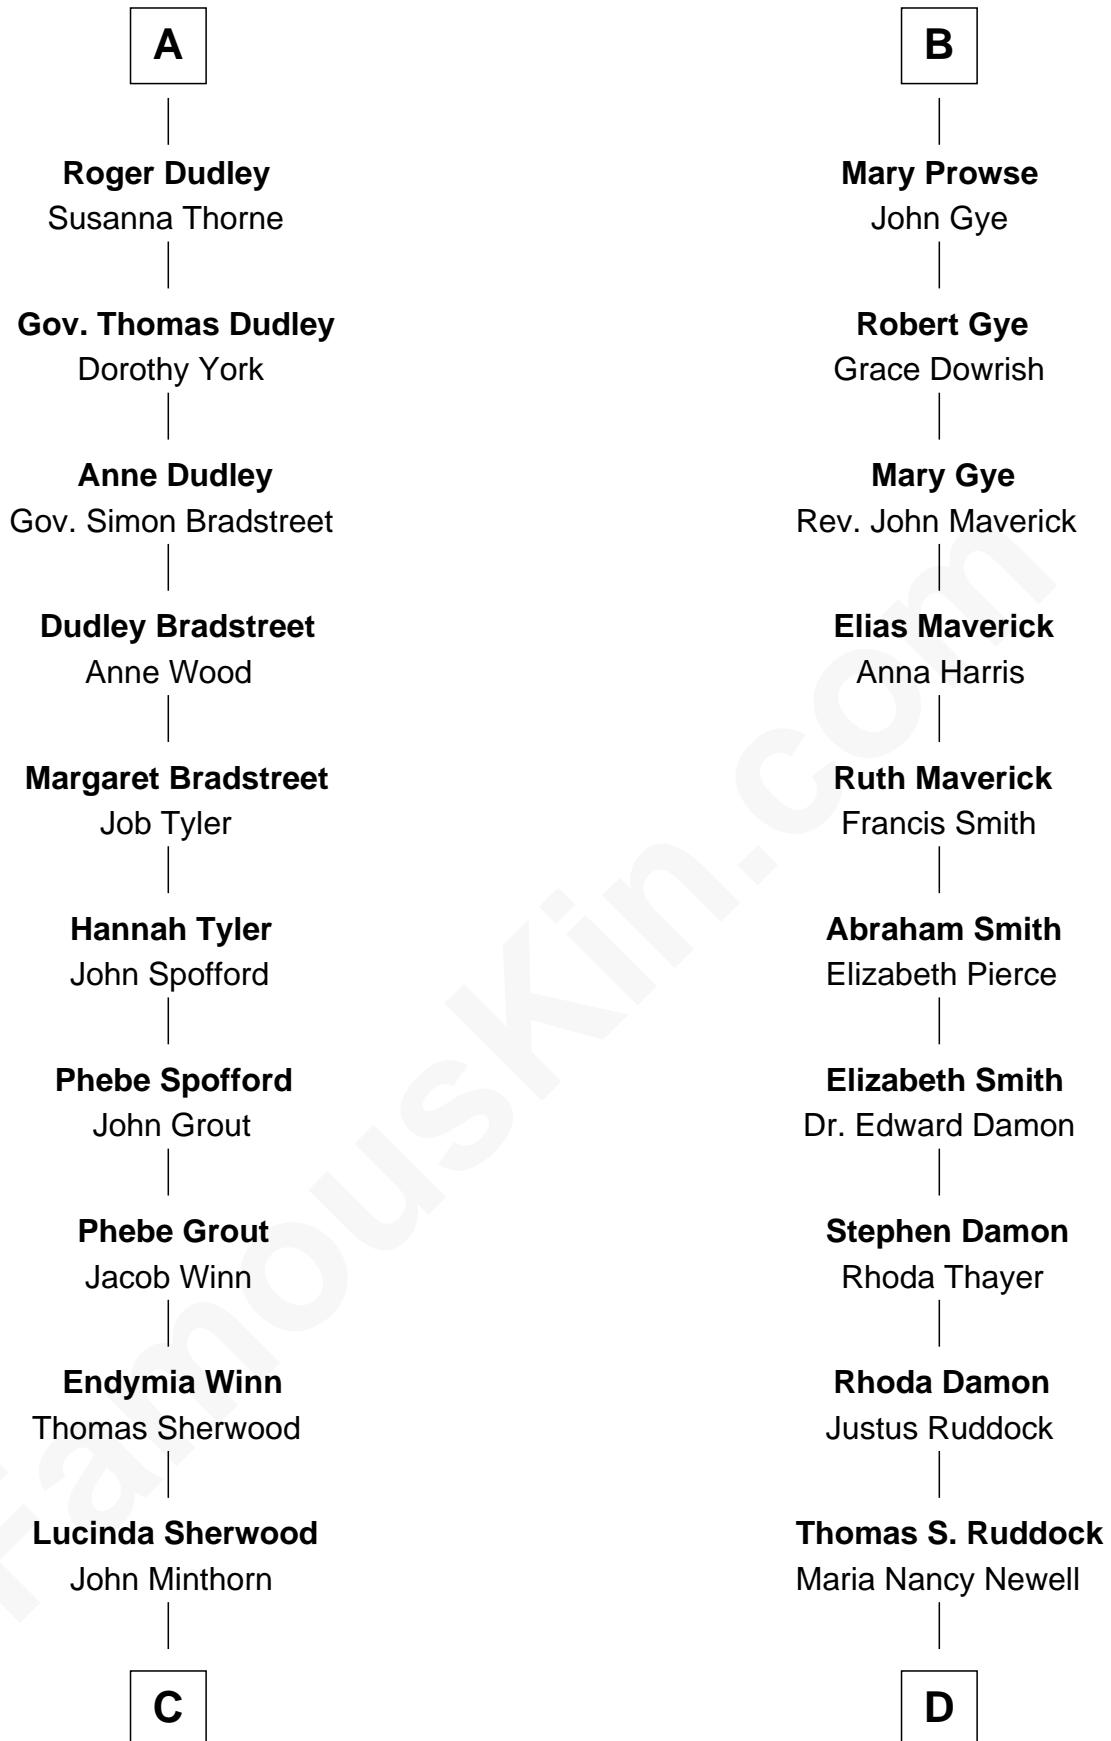 A
Roger Dudley
Susanna Thorne
Gov. Thomas Dudley
Dorothy York
Anne Dudley
Gov. Simon Bradstreet
Dudley Bradstreet
Anne Wood
Margaret Bradstreet
Job Tyler
Hannah Tyler
John Spofford
Phebe Spofford
John Grout
Phebe Grout
Jacob Winn
Endymia Winn
Thomas Sherwood
Lucinda Sherwood
John Minthorn
C
B
Mary Prowse
John Gye
Robert Gye
Grace Dowrish
Mary Gye
Rev. John Maverick
Elias Maverick
Anna Harris
Ruth Maverick
Francis Smith
Abraham Smith
Elizabeth Pierce
Elizabeth Smith
Dr. Edward Damon
Stephen Damon
Rhoda Thayer
Rhoda Damon
Justus Ruddock
Thomas S. Ruddock
Maria Nancy Newell
D
FamousKin.com